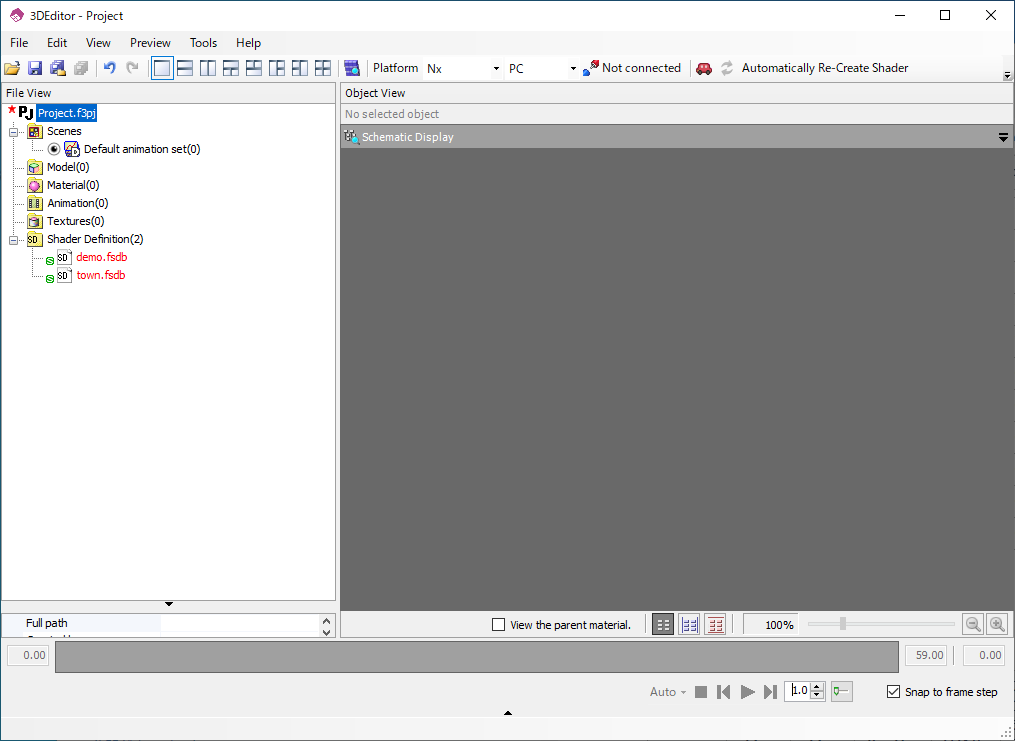 3DEditor - Project
File Edit View Preview Tools Help
Platform Nx PC Not connected Automatically Re-Create Shader
File View
Object View
No selected object
Schematic Display
PJ Project.f3pj
Scenes
Default animation set(0)
Model(0)
Material(0)
Animation(0)
Textures(0)
SD Shader Definition(2)
S SD demo.fsdb
S SD town.fsdb
Full path
View the parent material. 100%
0.00 59.00 0.00
Auto 1.0 Snap to frame step